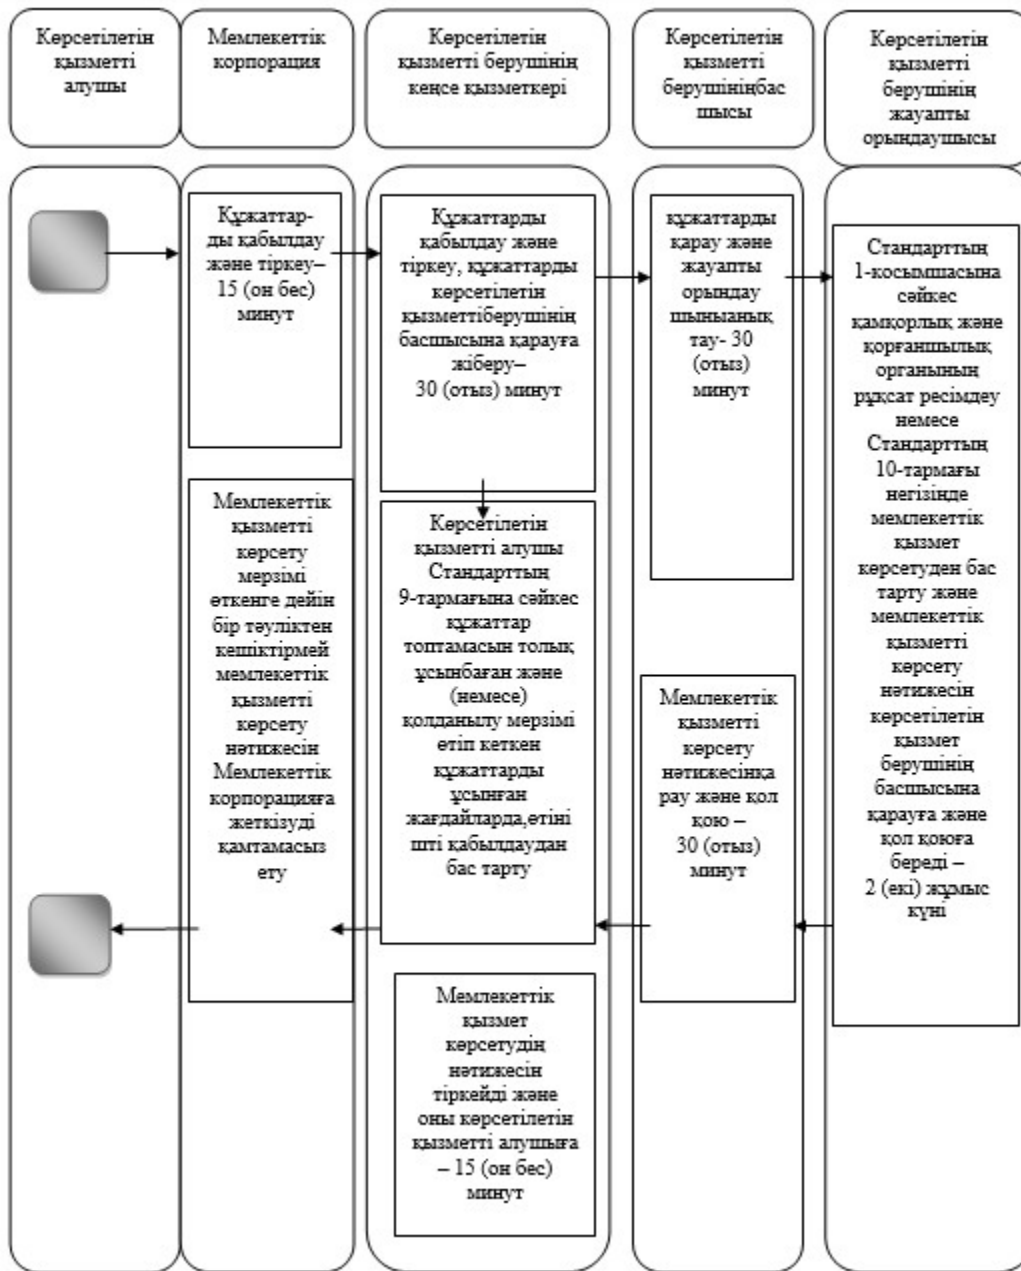 Көрсетілетін
қызметті
алушы
Мемлекеттік
корпорация
Көрсетілетін
қызметті берушінің
кеңсе қызметкері
Көрсетілетін
қызметті
берушініңбас
шысы
Көрсетілетін
қызметті
берушінің
жауапты
орындаушысы
Құжаттар-
ды қабылдау
және тіркеу–
15 (он бес)
минут
Құжаттарды
қабылдау және
тіркеу, құжаттарды
көрсетілетін
қызметтіберушінің
басшысына қарауға
жіберу–
30 (отыз) минут
құжаттарды
қарау және
жауапты
орындау
шыныанық
тау- 30
(отыз)
минут
Стандарттың
1-қосымшасына
сәйкес
қамқорлық және
қорғаншылық
органының
рұқсат ресімдеу
немесе
Стандарттың
10-тармағы
негізінде
мемлекеттік
қызмет
көрсетуден бас
тарту және
мемлекеттік
қызметті
көрсету
нәтижесін
көрсетілетін
қызмет
берушінің
басшысына
қарауға және
қол қоюға
береді –
2 (екі) жұмыс
күні
Мемлекеттік
қызметті
көрсету
мерзімі
өткенге дейін
бір тәуліктен
кешіктірмей
мемлекеттік
қызметті
көрсету
нәтижесін
Мемлекеттік
корпорацияға
жеткізуді
қамтамасыз
ету
Көрсетілетін
қызметті алушы
Стандарттың
9-тармағына сәйкес
құжаттар
топтамасын толық
ұсынбаған және
(немесе)
қолданылу мерзімі
өтіп кеткен
құжаттарды
ұсынған
жағдайларда,өтіні
шті қабылдаудан
бас тарту
Мемлекеттік
қызметті
көрсету
нәтижесінқа
рау және қол
қою –
30 (отыз)
минут
Мемлекеттік
қызмет
көрсетудің
нәтижесін
тіркейді және
оны көрсетілетін
қызметті алушыға
– 15 (он бес)
минут